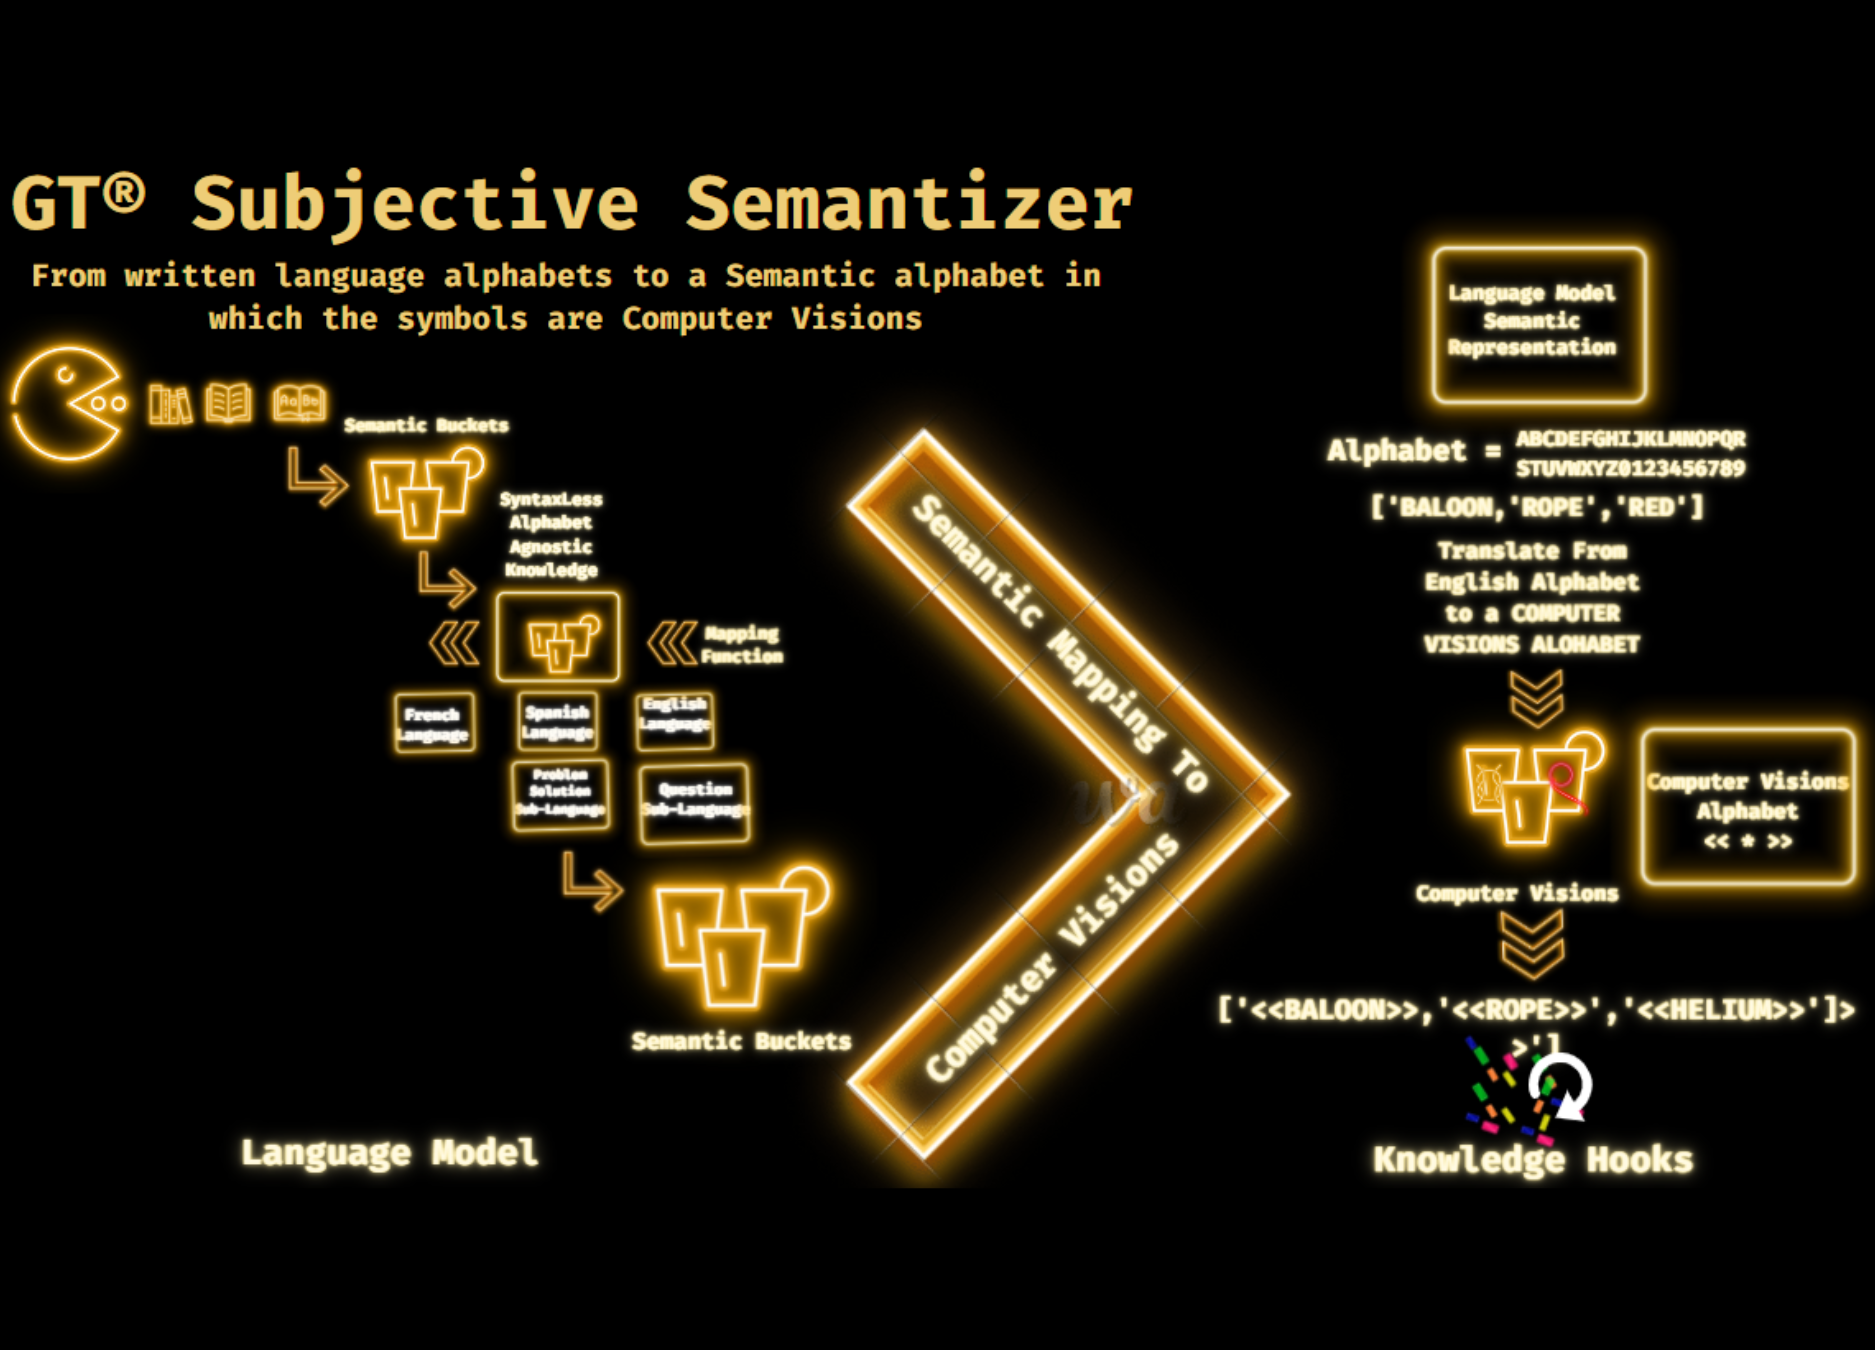 GT® Subjective Semantizer
From written language alphabets to a Semantic alphabet in
which the symbols are Computer Visions
Aa Bb
Semantic Buckets
SyntaxLess
Alphabet
Agnostic
Knowledge
Mapping
Function
French
Language
Spanish
Language
English
Language
Problem
Solution
Sub-Language
Question
Sub-Language
Semantic Buckets
Language Model
Semantic Mapping To
Computer Visions
Language Model
Semantic
Representation
Alphabet =
ABCDEFGHIJKLMNOPQR
STUVWXYZ0123456789
['BALOON,'ROPE','RED']
Translate From
English Alphabet
to a COMPUTER
VISIONS ALOHABET
Computer Visions
Alphabet
<< * >>
Computer Visions
['<<BALOON>>,'<<ROPE>>','<<HELIUM>>']>
>']
Knowledge Hooks